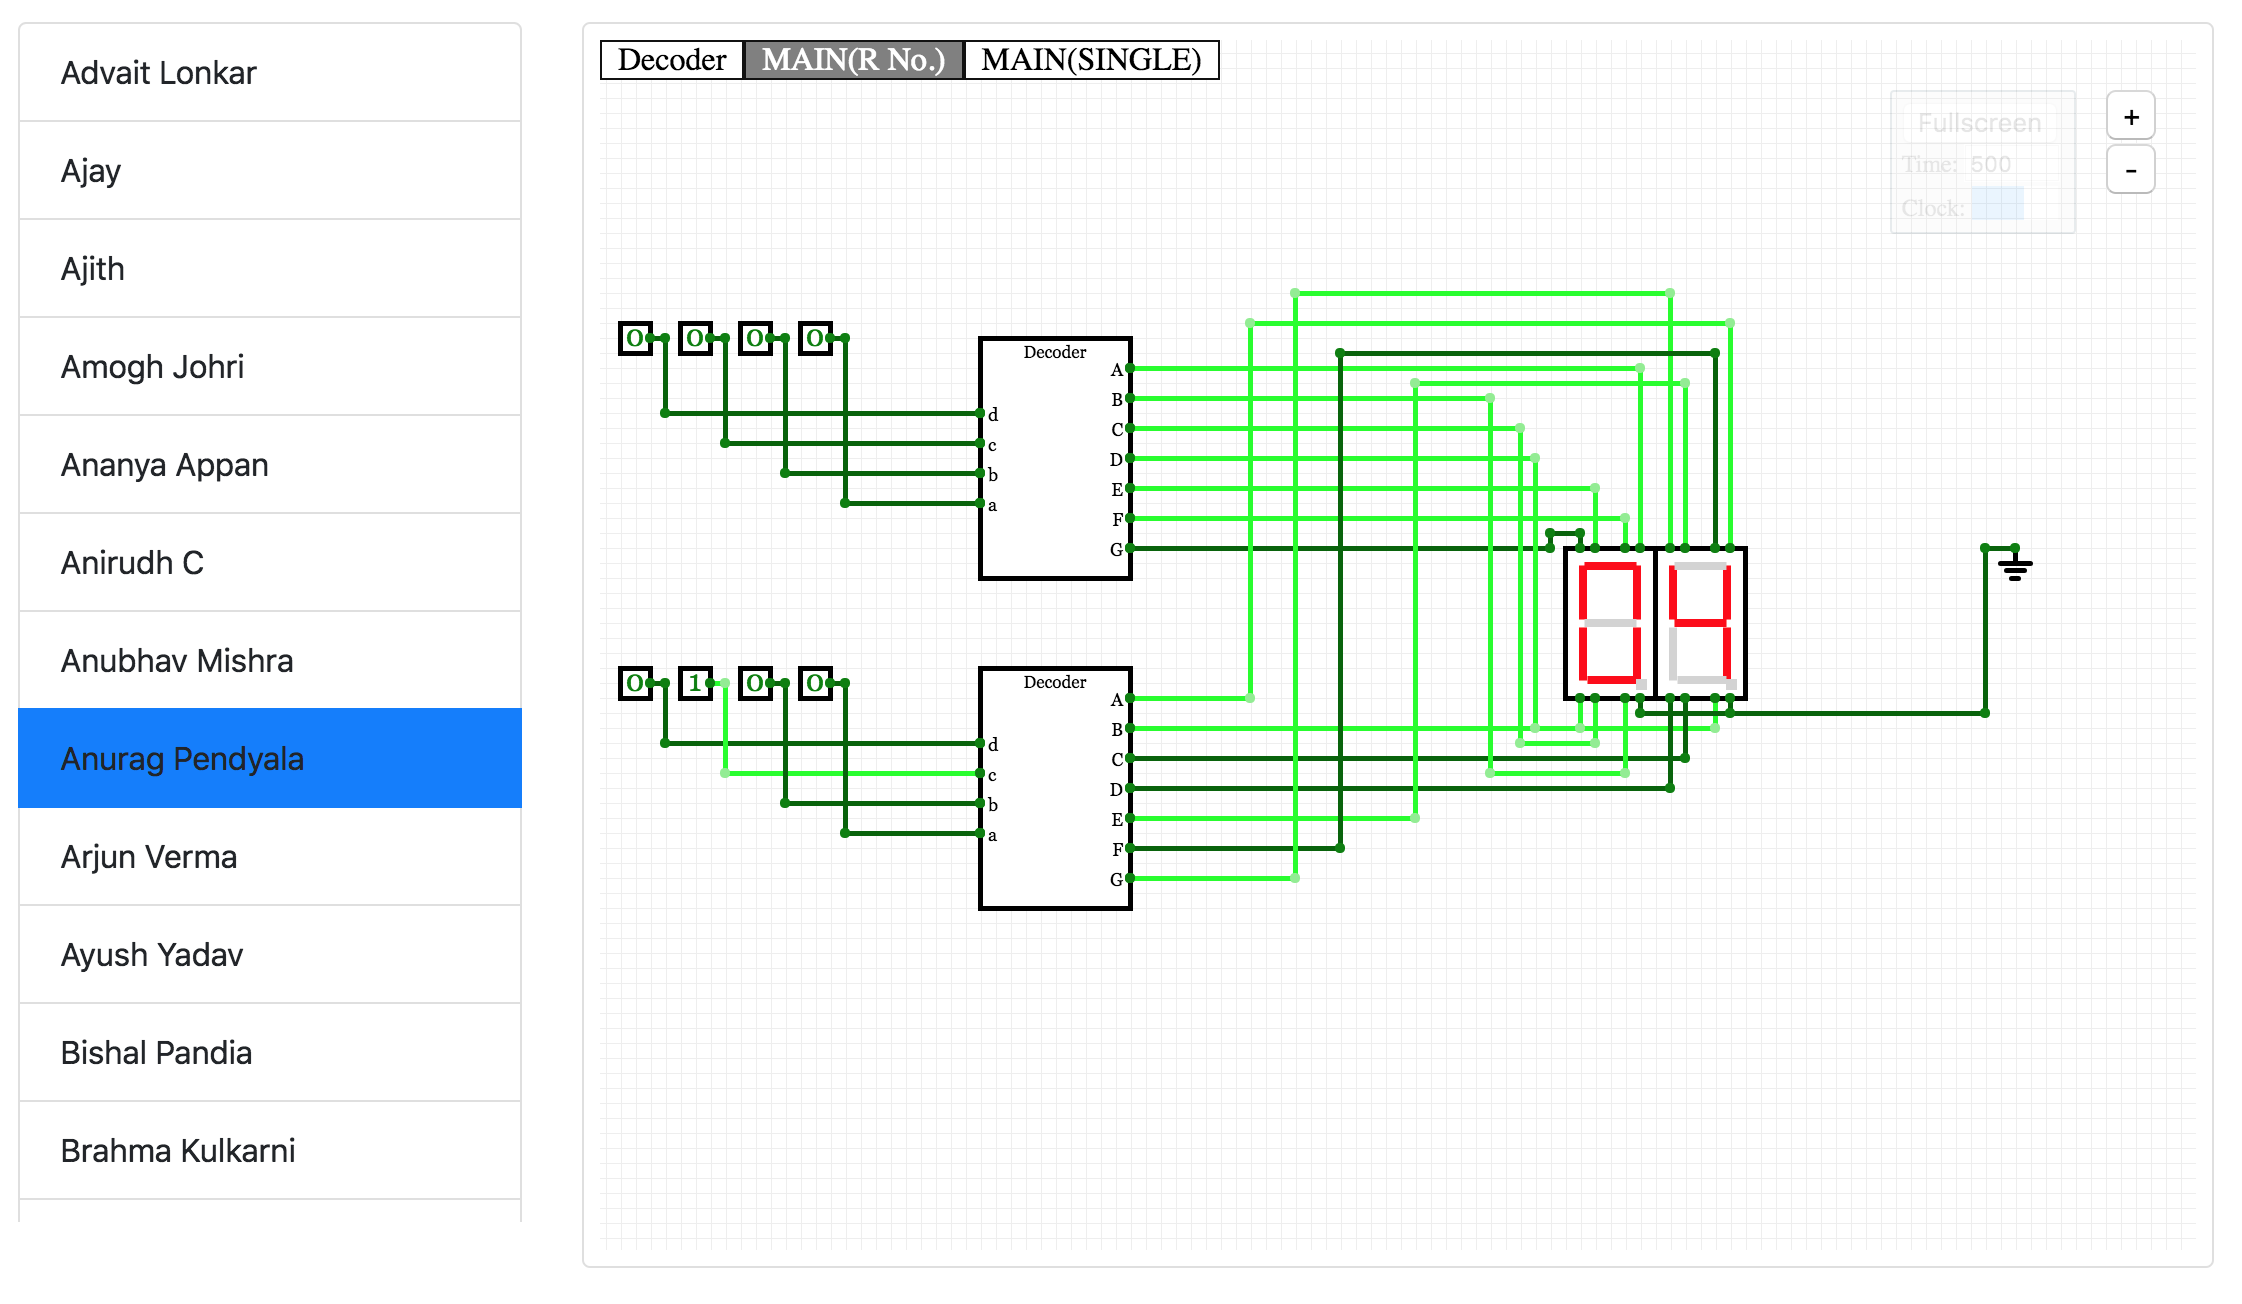 Advait Lonkar
Ajay
Ajith
Amogh Johri
Ananya Appan
Anirudh C
Anubhav Mishra
Anurag Pendyala
Arjun Verma
Ayush Yadav
Bishal Pandia
Brahma Kulkarni
Decoder MAIN(R No.) MAIN(SINGLE)
Fullscreen
Time: 500
Clock:
+
-
0 0 0 0
Decoder
d
c
b
a
A
B
C
D
E
F
G
0 1 0 0
Decoder
d
c
b
a
A
B
C
D
E
F
G
04